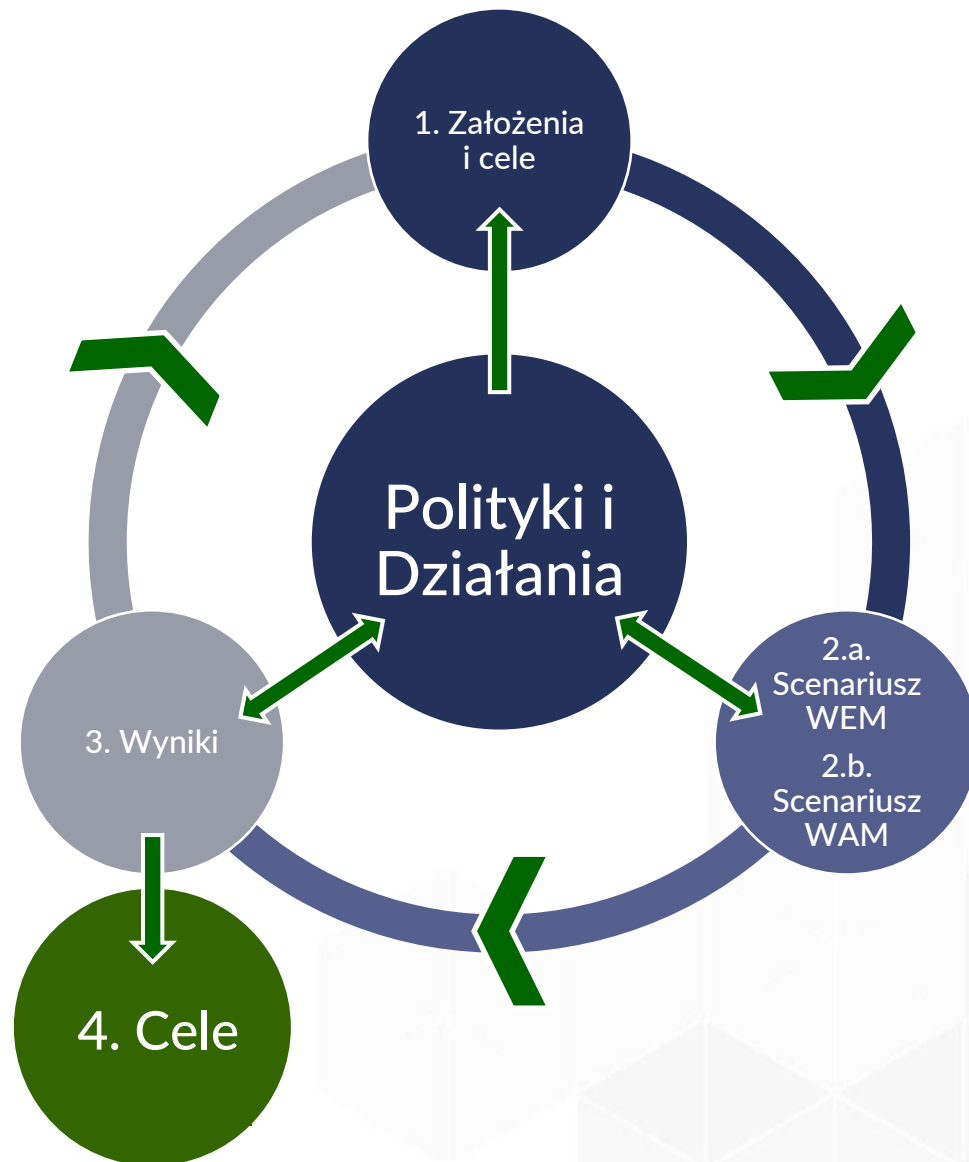 1. Założenia
i cele
Polityki i
Działania
2.a.
Scenariusz
WEM
2.b.
Scenariusz
WAM
3. Wyniki
4. Cele